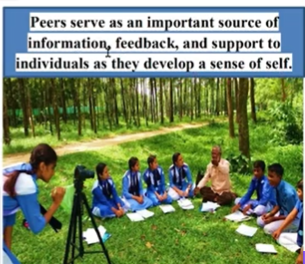 Peers serve as an important source of
information, feedback, and support to
individuals as they develop a sense of self.